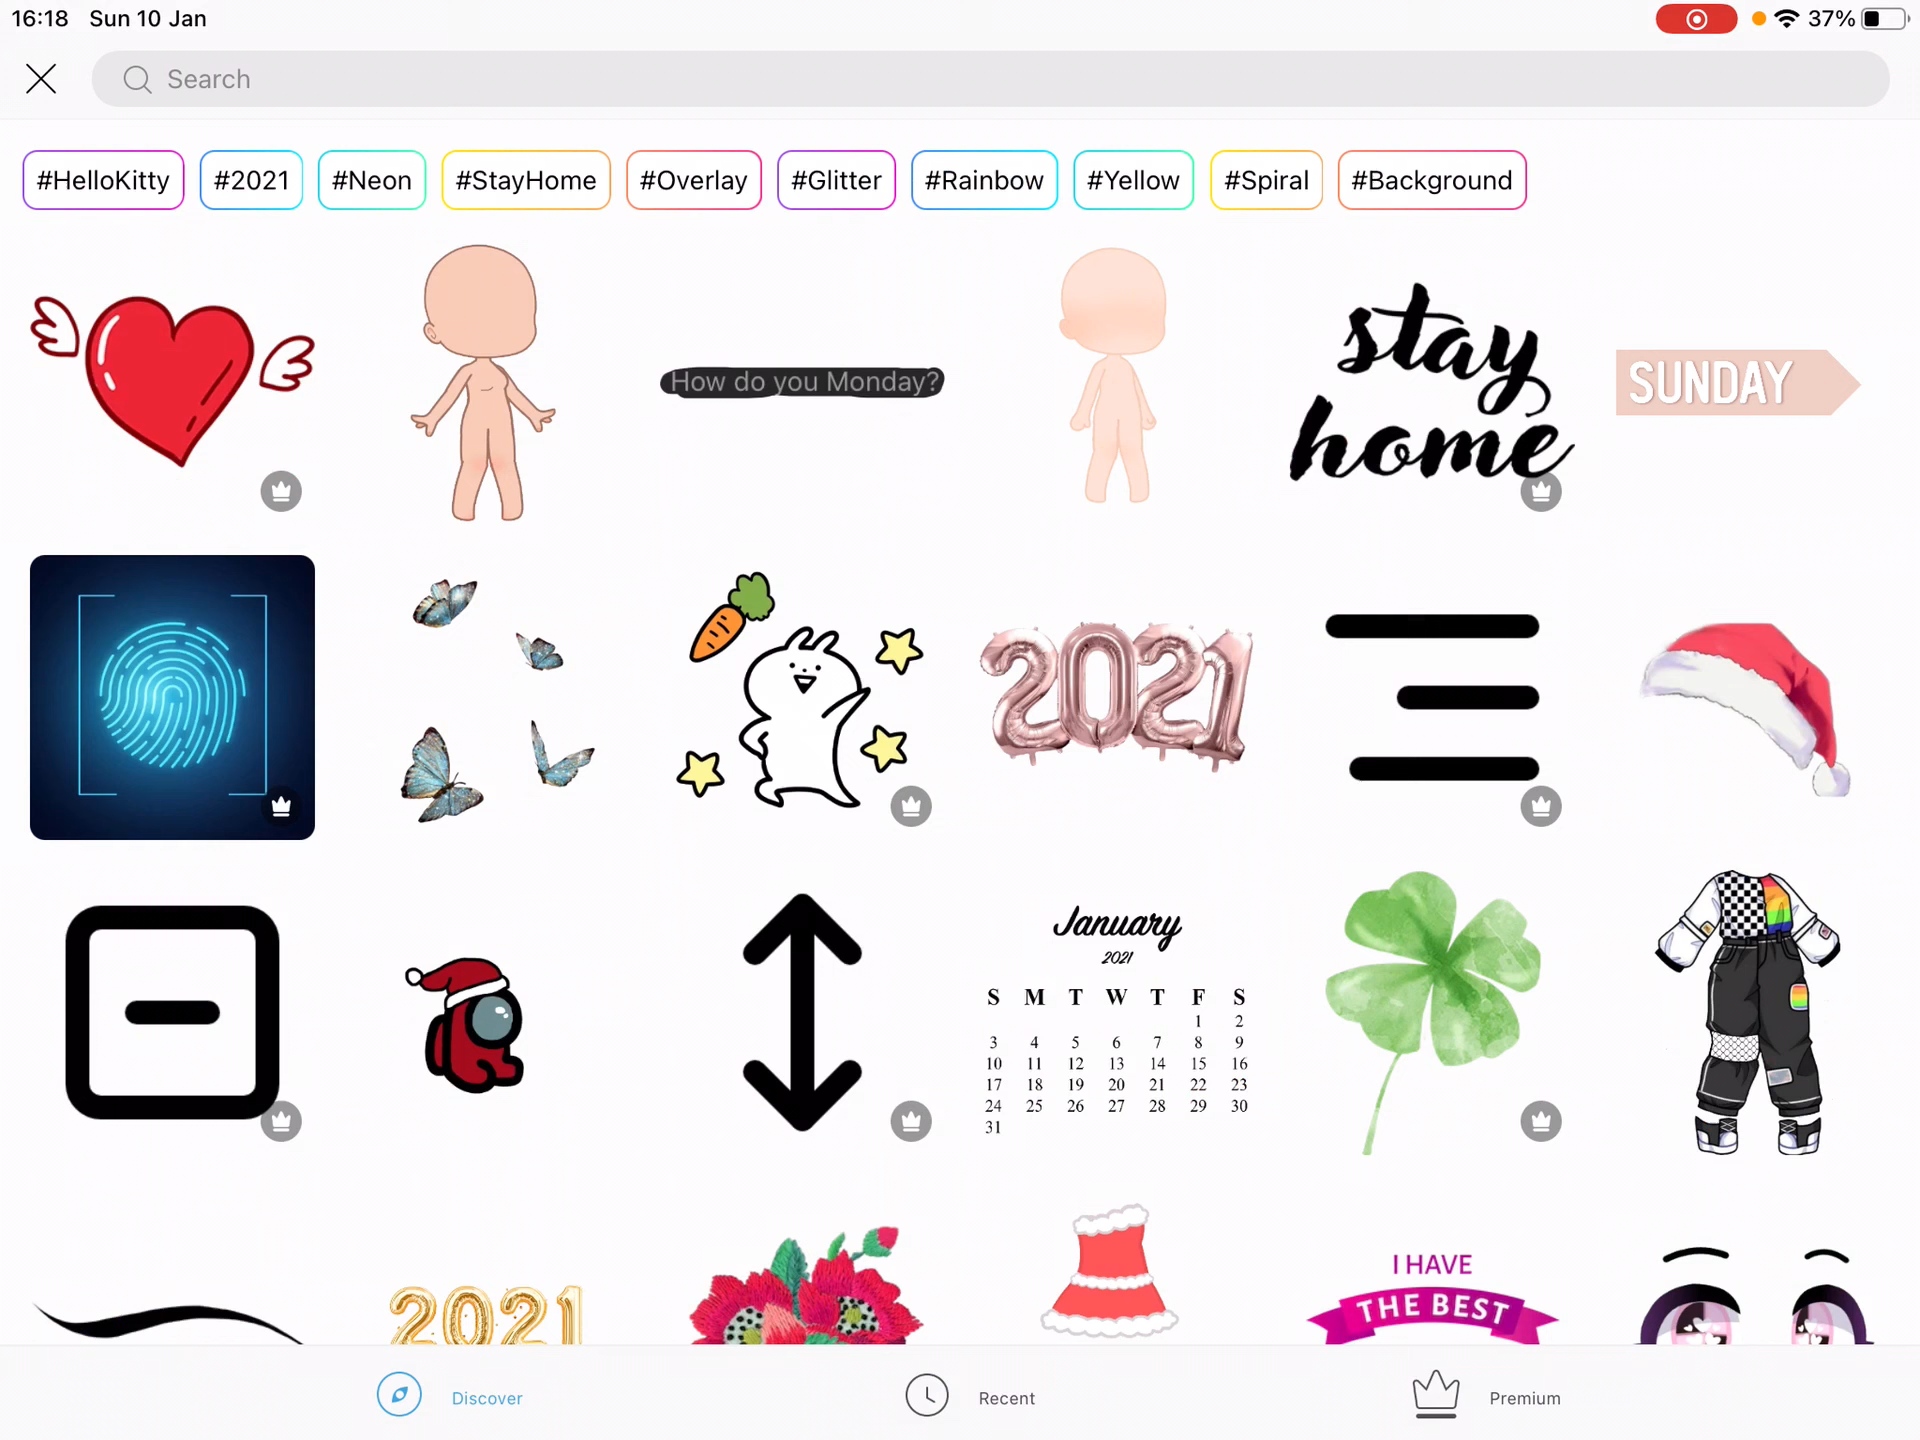 16:18 Sun 10 Jan 37%
Search
#HelloKitty #2021 #Neon #StayHome #Overlay #Glitter #Rainbow #Yellow #Spiral #Background
How do you Monday?
stay
home
SUNDAY
2021
January
2021
S M T W T F S
1 2
3 4 5 6 7 8 9
10 11 12 13 14 15 16
17 18 19 20 21 22 23
24 25 26 27 28 29 30
31
2021
I HAVE
THE BEST
Discover Recent Premium